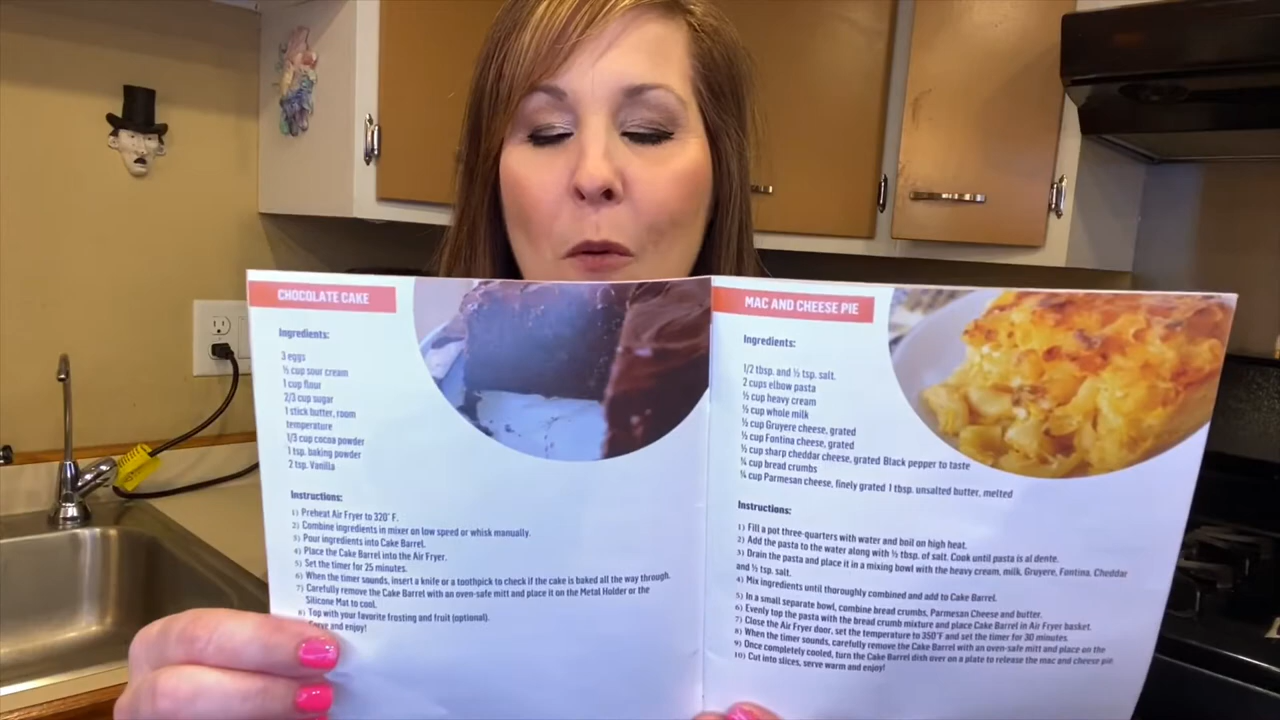 CHOCOLATE CAKE
Ingredients:
3 eggs
½ cup sour cream
1 cup flour
2/3 cup sugar
1 stick butter, room
temperature
1/3 cup cocoa powder
1 tsp. baking powder
2 tsp. Vanilla
Instructions:
1) Preheat Air Fryer to 320° F.
2) Combine ingredients in mixer on low speed or whisk manually.
3) Pour ingredients into Cake Barrel.
4) Place the Cake Barrel into the Air Fryer.
5) Set the timer for 25 minutes.
6) When the timer sounds, insert a knife or a toothpick to check if the cake is baked all the way through.
7) Carefully remove the Cake Barrel with an oven-safe mitt and place it on the Metal Holder or the
Silicone Mat to cool.
8) Top with your favorite frosting and fruit (optional).
Serve and enjoy!
MAC AND CHEESE PIE
Ingredients:
1/2 tbsp. and ½ tsp. salt.
2 cups elbow pasta
cup heavy cream
cup whole milk
cup Gruyere cheese, grated
cup Fontina cheese, grated
cup sharp cheddar cheese, grated Black pepper to taste
¼ cup bread crumbs
¼ cup Parmesan cheese, finely grated 1 tbsp. unsalted butter, melted
Instructions:
1) Fill a pot three-quarters with water and boil on high heat.
2) Add the pasta to the water along with ½ tbsp. of salt. Cook until pasta is al dente.
3) Drain the pasta and place it in a mixing bowl with the heavy cream, milk, Gruyere, Fontina, Cheddar
and ½ tsp. salt.
4) Mix ingredients until thoroughly combined and add to Cake Barrel.
5) In a small separate bowl, combine bread crumbs, Parmesan Cheese and butter.
6) Evenly top the pasta with the bread crumb mixture and place Cake Barrel in Air Fryer basket.
7) Close the Air Fryer door, set the temperature to 350°F and set the timer for 30 minutes.
8) When the timer sounds, carefully remove the Cake Barrel with an oven-safe mitt and place on the
9) Once completely cooled, turn the Cake Barrel dish over on a plate to release the mac and cheese pie
10) Cut into slices, serve warm and enjoy!